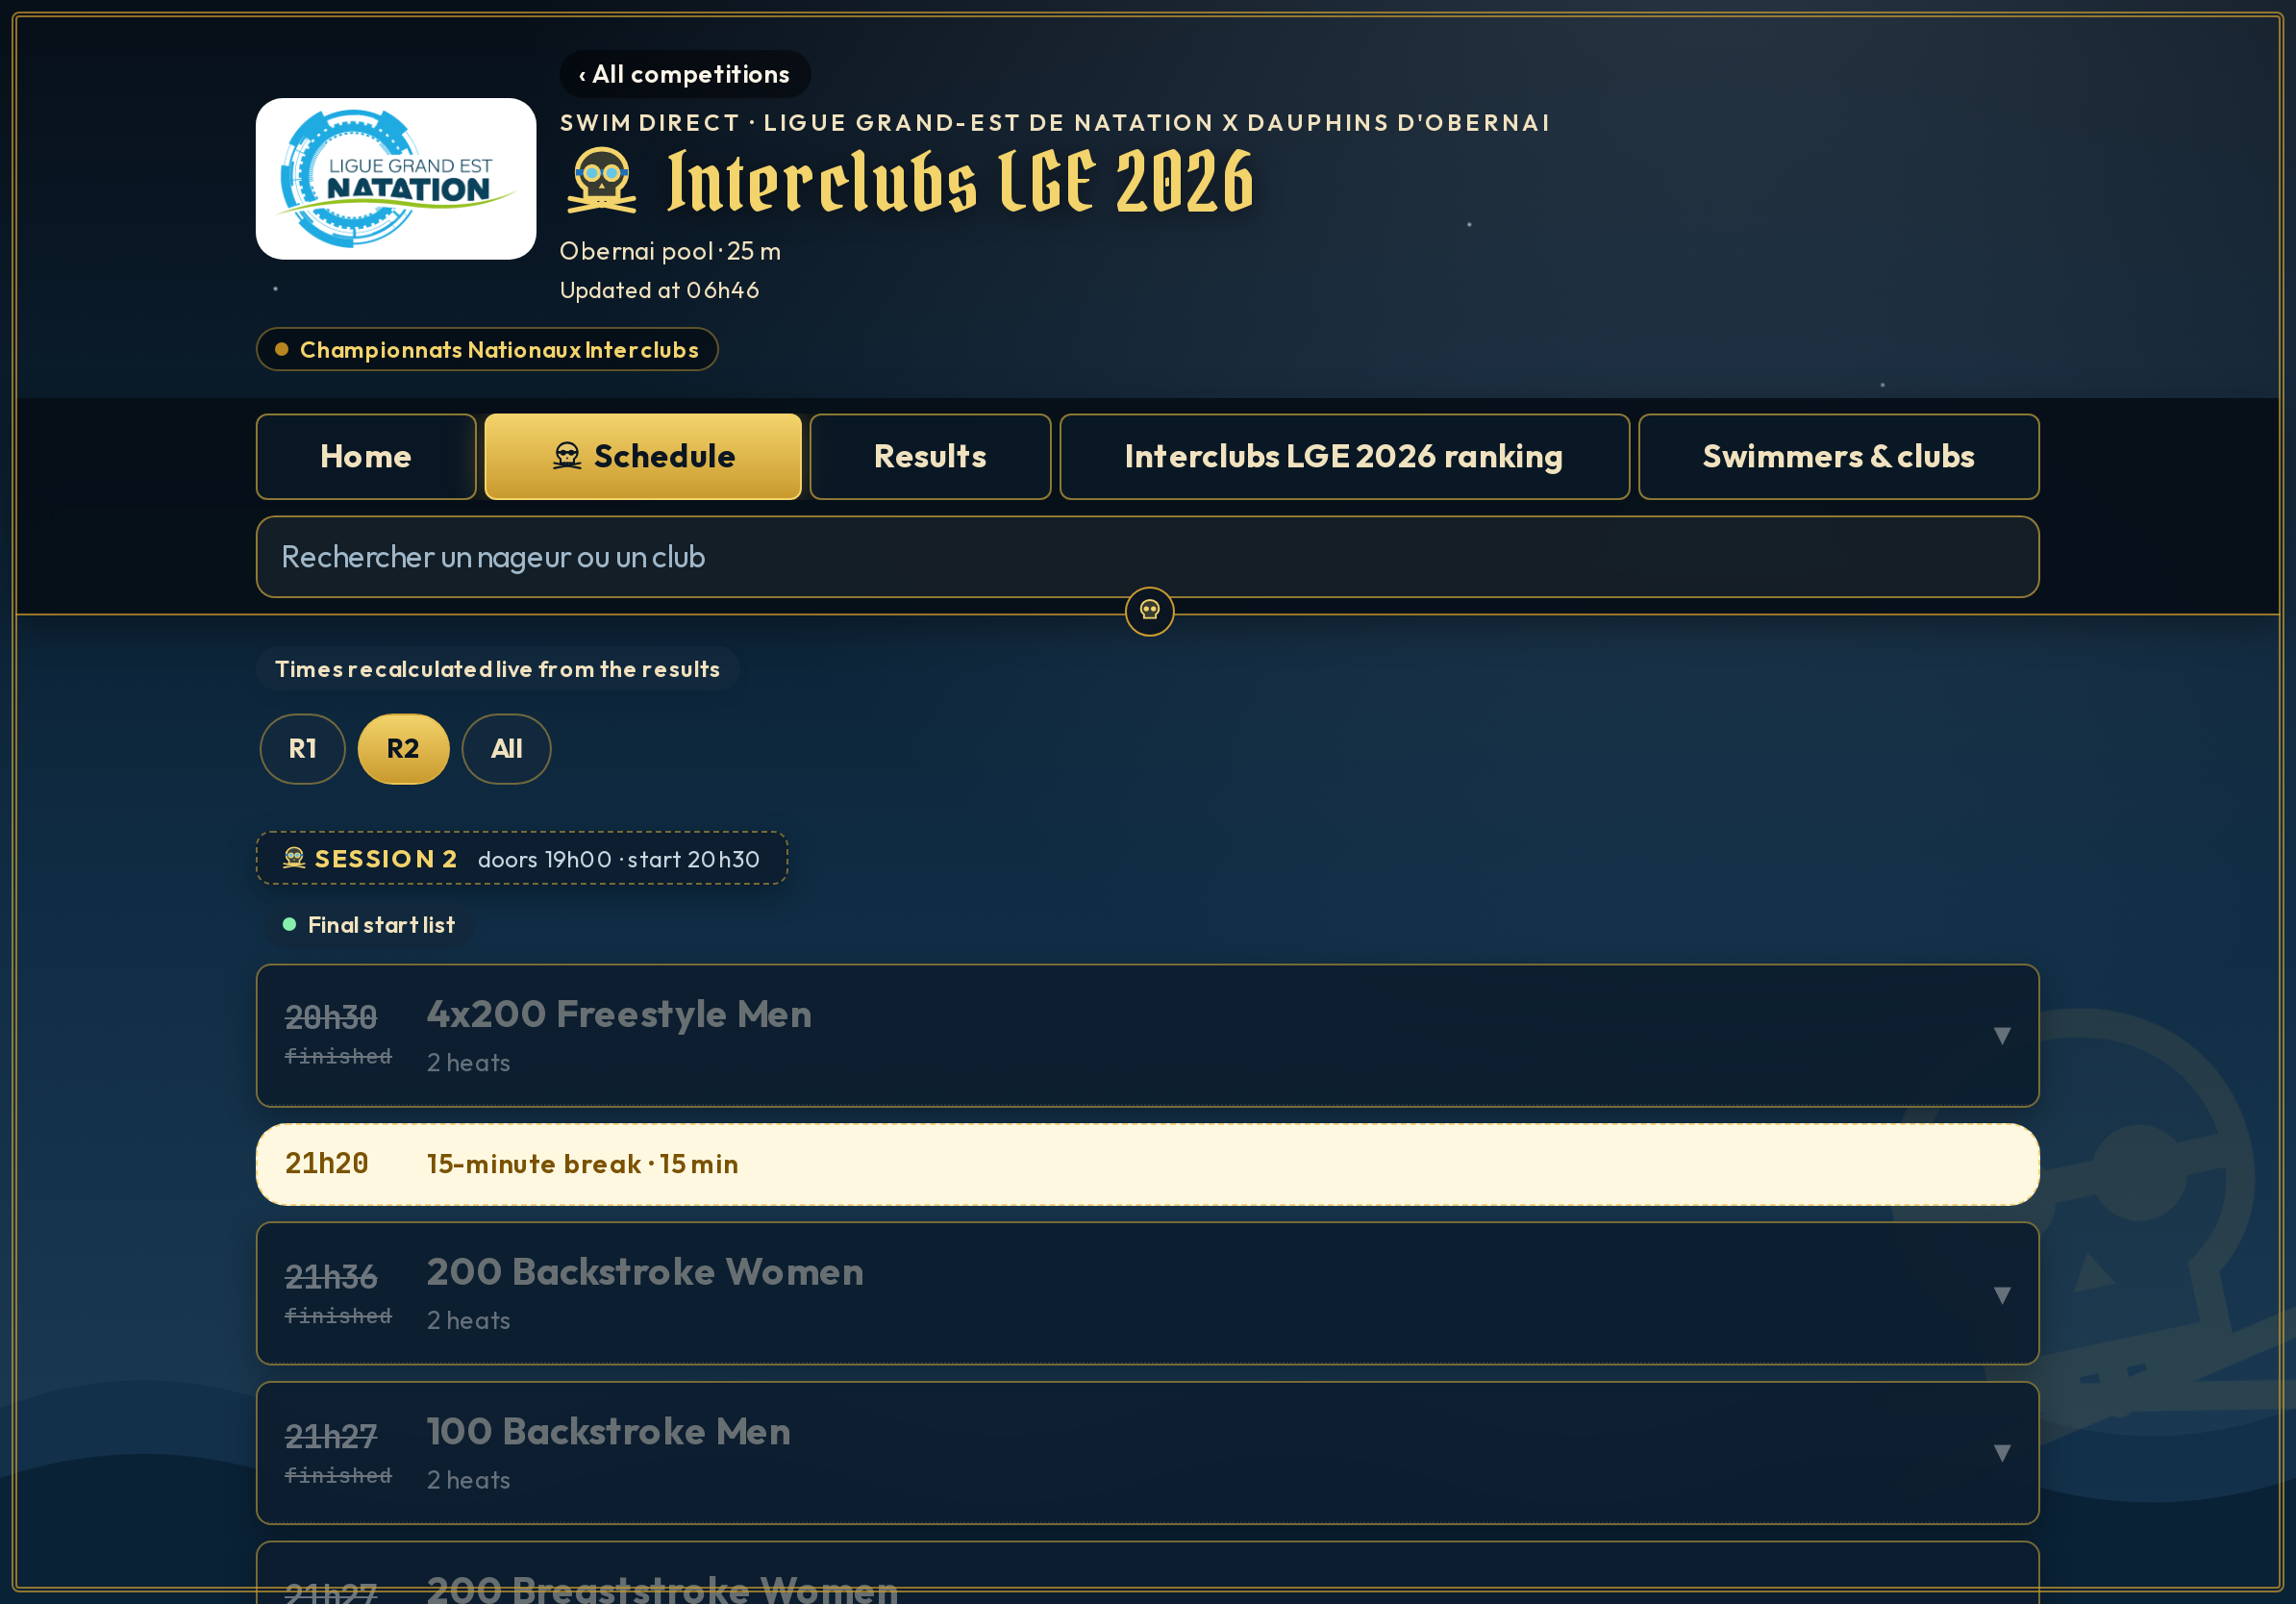 ‹ All competitions
LIGUE GRAND EST
NATATION
SWIM DIRECT · LIGUE GRAND-EST DE NATATION X DAUPHINS D'OBERNAI
Interclubs LGE 2026
Obernai pool · 25 m
Updated at 06h46
Championnats Nationaux Interclubs
Home
Schedule
Results
Interclubs LGE 2026 ranking
Swimmers & clubs
Rechercher un nageur ou un club
Times recalculated live from the results
R1
R2
All
SESSION 2 doors 19h00 · start 20h30
Final start list
20h30 4x200 Freestyle Men
finished 2 heats
21h20 15-minute break · 15 min
21h36 200 Backstroke Women
finished 2 heats
21h27 100 Backstroke Men
finished 2 heats
21h27 200 Breaststroke Women